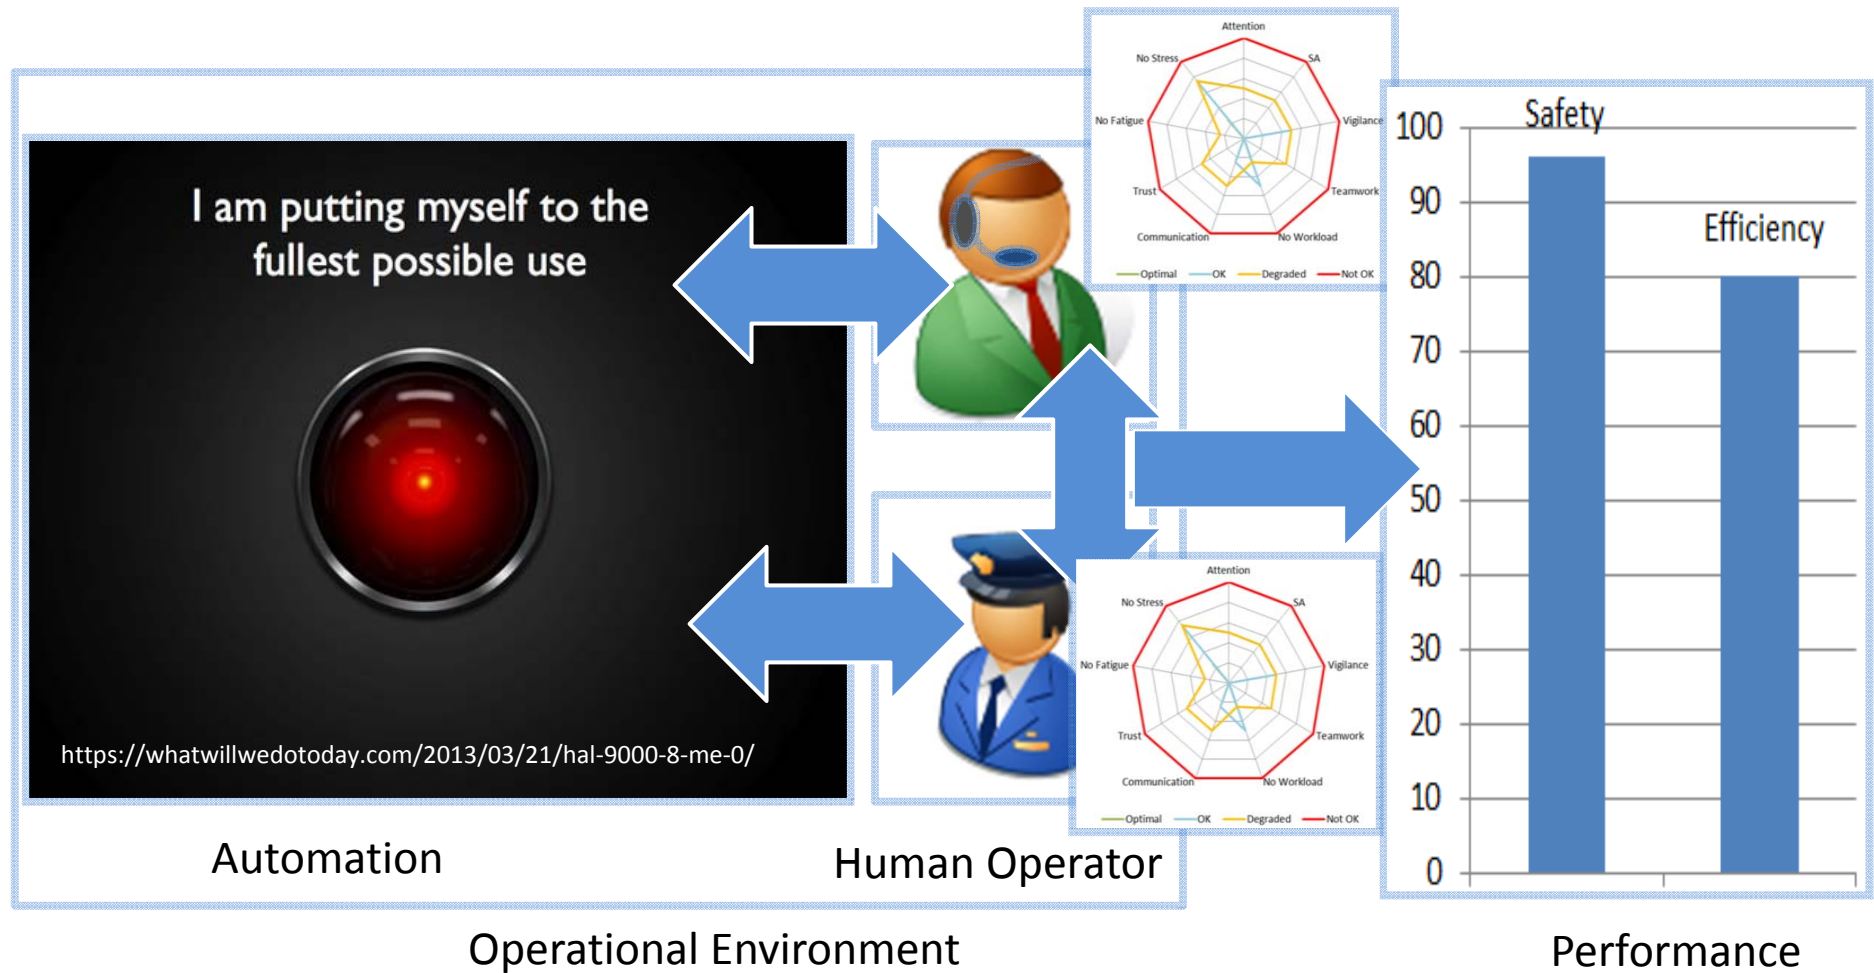 I am putting myself to the
fullest possible use
https://whatwillwedotoday.com/2013/03/21/hal-9000-8-me-0/
Automation
Human Operator
Operational Environment
Attention
No Stress
SA
No Fatigue
Vigilance
Trust
Teamwork
Communication
No Workload
Optimal OK Degraded Not OK
Attention
No Stress
SA
No Fatigue
Vigilance
Trust
Teamwork
Communication
No Workload
Optimal OK Degraded Not OK
Safety
Efficiency
100
90
80
70
60
50
40
30
20
10
0
Performance